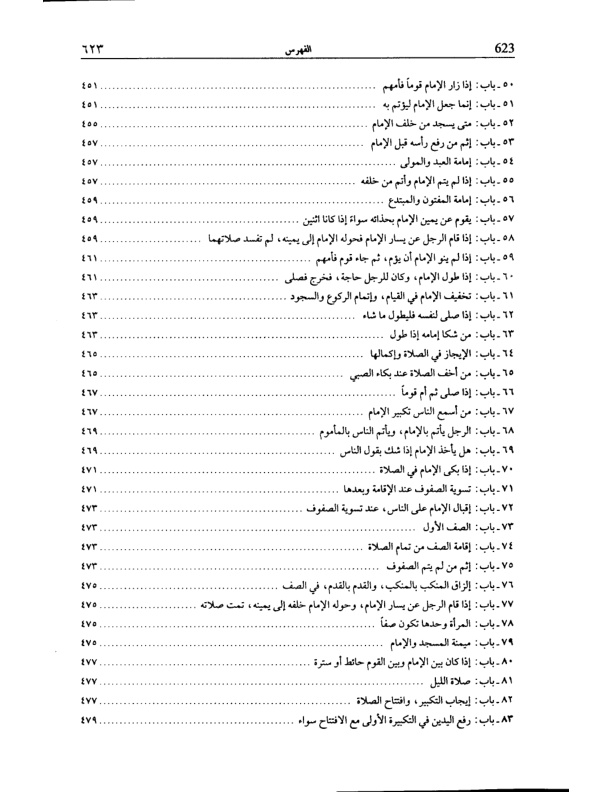 623 الفهرس ٦٢٣
٥٠ ـ باب: إذا زار الإمام قوماً فأمهم ........ ٤٥١
٥١ ـ باب: إنما جعل الإمام ليؤتم به ........ ٤٥١
٥٢ ـ باب: متى يسجد من خلف الإمام ........ ٤٥٥
٥٣ ـ باب: إثم من رفع رأسه قبل الإمام ........ ٤٥٧
٥٤ ـ باب: إمامة العبد والمولى ........ ٤٥٧
٥٥ ـ باب: إذا لم يتم الإمام وأتم من خلفه ........ ٤٥٧
٥٦ ـ باب: إمامة المفتون والمبتدع ........ ٤٥٩
٥٧ ـ باب: يقوم عن يمين الإمام بحذائه سواءً إذا كانا اثنين ........ ٤٥٩
٥٨ ـ باب: إذا قام الرجل عن يسار الإمام فحوله الإمام إلى يمينه، لم تفسد صلاتهما ........ ٤٥٩
٥٩ ـ باب: إذا لم ينو الإمام أن يؤم، ثم جاء قوم فأمهم ........ ٤٦١
٦٠ ـ باب: إذا طول الإمام، وكان للرجل حاجة، فخرج فصلى ........ ٤٦١
٦١ ـ باب: تخفيف الإمام في القيام، وإتمام الركوع والسجود ........ ٤٦٣
٦٢ ـ باب: إذا صلى لنفسه فليطول ما شاء ........ ٤٦٣
٦٣ ـ باب: من شكا إمامه إذا طول ........ ٤٦٣
٦٤ ـ باب: الإيجاز في الصلاة وإكمالها ........ ٤٦٥
٦٥ ـ باب: من أخف الصلاة عند بكاء الصبي ........ ٤٦٥
٦٦ ـ باب: إذا صلى ثم أم قوماً ........ ٤٦٧
٦٧ ـ باب: من أسمع الناس تكبير الإمام ........ ٤٦٧
٦٨ ـ باب: الرجل يأتم بالإمام، ويأتم الناس بالمأموم ........ ٤٦٩
٦٩ ـ باب: هل يأخذ الإمام إذا شك بقول الناس ........ ٤٦٩
٧٠ ـ باب: إذا بكى الإمام في الصلاة ........ ٤٧١
٧١ ـ باب: تسوية الصفوف عند الإقامة وبعدها ........ ٤٧١
٧٢ ـ باب: إقبال الإمام على الناس، عند تسوية الصفوف ........ ٤٧٣
٧٣ ـ باب: الصف الأول ........ ٤٧٣
٧٤ ـ باب: إقامة الصف من تمام الصلاة ........ ٤٧٣
٧٥ ـ باب: إثم من لم يتم الصفوف ........ ٤٧٣
٧٦ ـ باب: إلزاق المنكب بالمنكب، والقدم بالقدم، في الصف ........ ٤٧٥
٧٧ ـ باب: إذا قام الرجل عن يسار الإمام، وحوله الإمام خلفه إلى يمينه، تمت صلاته ........ ٤٧٥
٧٨ ـ باب: المرأة وحدها تكون صفاً ........ ٤٧٥
٧٩ ـ باب: ميمنة المسجد والإمام ........ ٤٧٥
٨٠ ـ باب: إذا كان بين الإمام وبين القوم حائط أو سترة ........ ٤٧٧
٨١ ـ باب: صلاة الليل ........ ٤٧٧
٨٢ ـ باب: إيجاب التكبير، وافتتاح الصلاة ........ ٤٧٧
٨٣ ـ باب: رفع اليدين في التكبيرة الأولى مع الافتتاح سواء ........ ٤٧٩